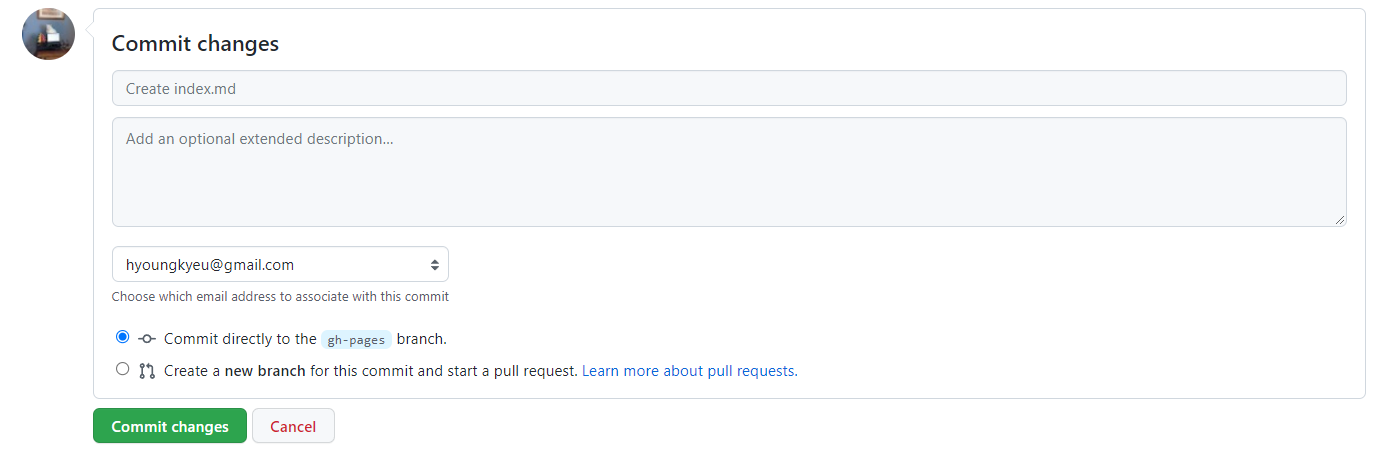 Commit changes
Create index.md
Add an optional extended description...
hyoungkyeu@gmail.com
Choose which email address to associate with this commit
Commit directly to the gh-pages branch.
Create a new branch for this commit and start a pull request. Learn more about pull requests.
Commit changes Cancel